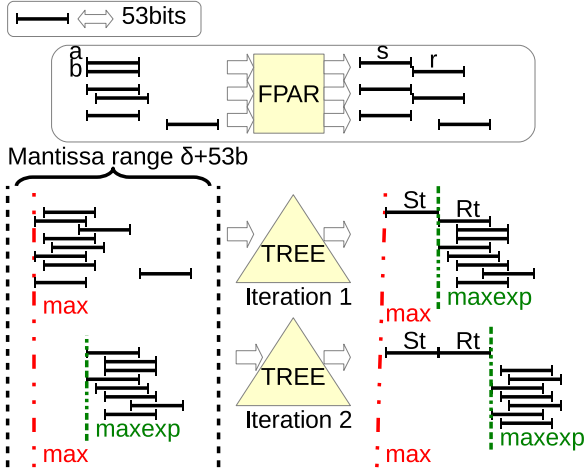 53bits
a
b
FPAR
s
r
Mantissa range δ+53b
max
TREE
Iteration 1
St
Rt
max
maxexp
max
maxexp
TREE
Iteration 2
St
Rt
max
maxexp